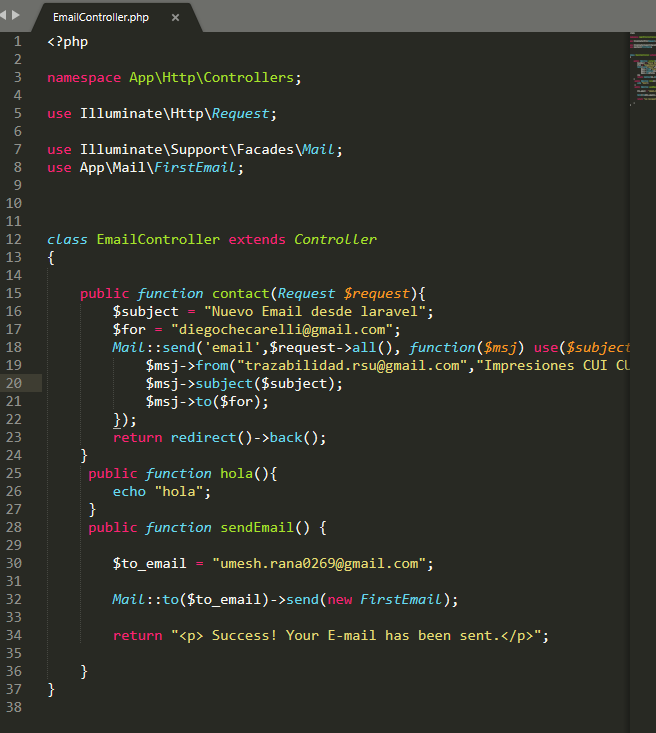 EmailController.php ×
1 <?php
2
3 namespace App\Http\Controllers;
4
5 use Illuminate\Http\Request;
6
7 use Illuminate\Support\Facades\Mail;
8 use App\Mail\FirstEmail;
9
10
11
12 class EmailController extends Controller
13 {
14
15 public function contact(Request $request){
16 $subject = "Nuevo Email desde laravel";
17 $for = "diegochecarelli@gmail.com";
18 Mail::send('email',$request->all(), function($msj) use($subject
19 $msj->from("trazabilidad.rsu@gmail.com","Impresiones CUI CU
20 $msj->subject($subject);
21 $msj->to($for);
22 });
23 return redirect()->back();
24 }
25 public function hola(){
26 echo "hola";
27 }
28 public function sendEmail() {
29
30 $to_email = "umesh.rana0269@gmail.com";
31
32 Mail::to($to_email)->send(new FirstEmail);
33
34 return "<p> Success! Your E-mail has been sent.</p>";
35
36 }
37 }
38